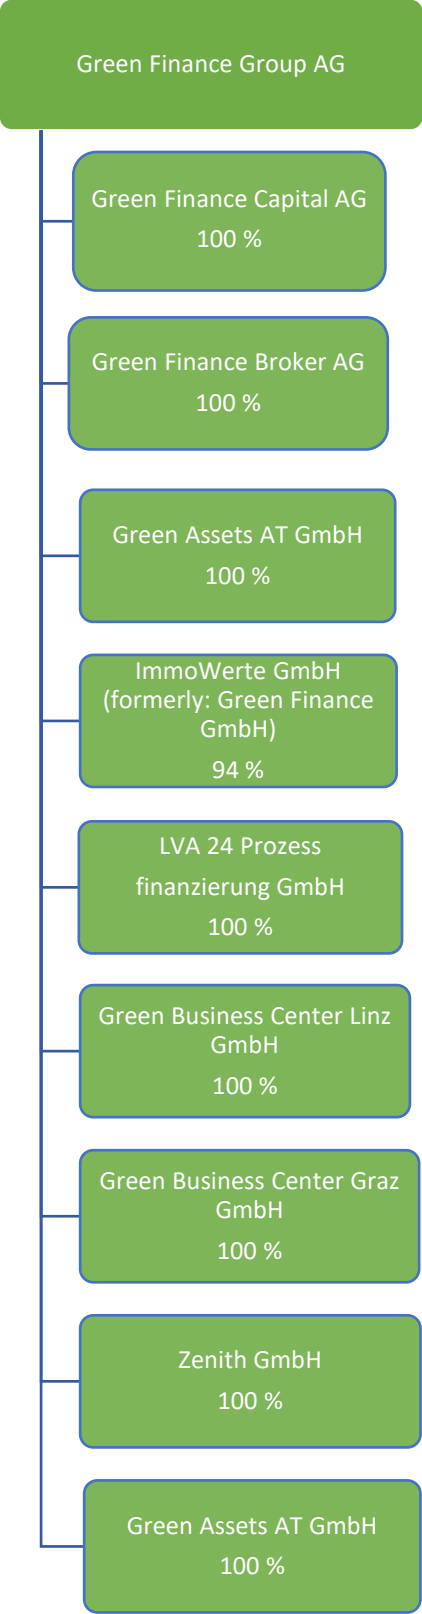 Green Finance Group AG
Green Finance Capital AG
100 %
Green Finance Broker AG
100 %
Green Assets AT GmbH
100 %
ImmoWerte GmbH
(formerly: Green Finance
GmbH)
94 %
LVA 24 Prozess
finanzierung GmbH
100 %
Green Business Center Linz
GmbH
100 %
Green Business Center Graz
GmbH
100 %
Zenith GmbH
100 %
Green Assets AT GmbH
100 %